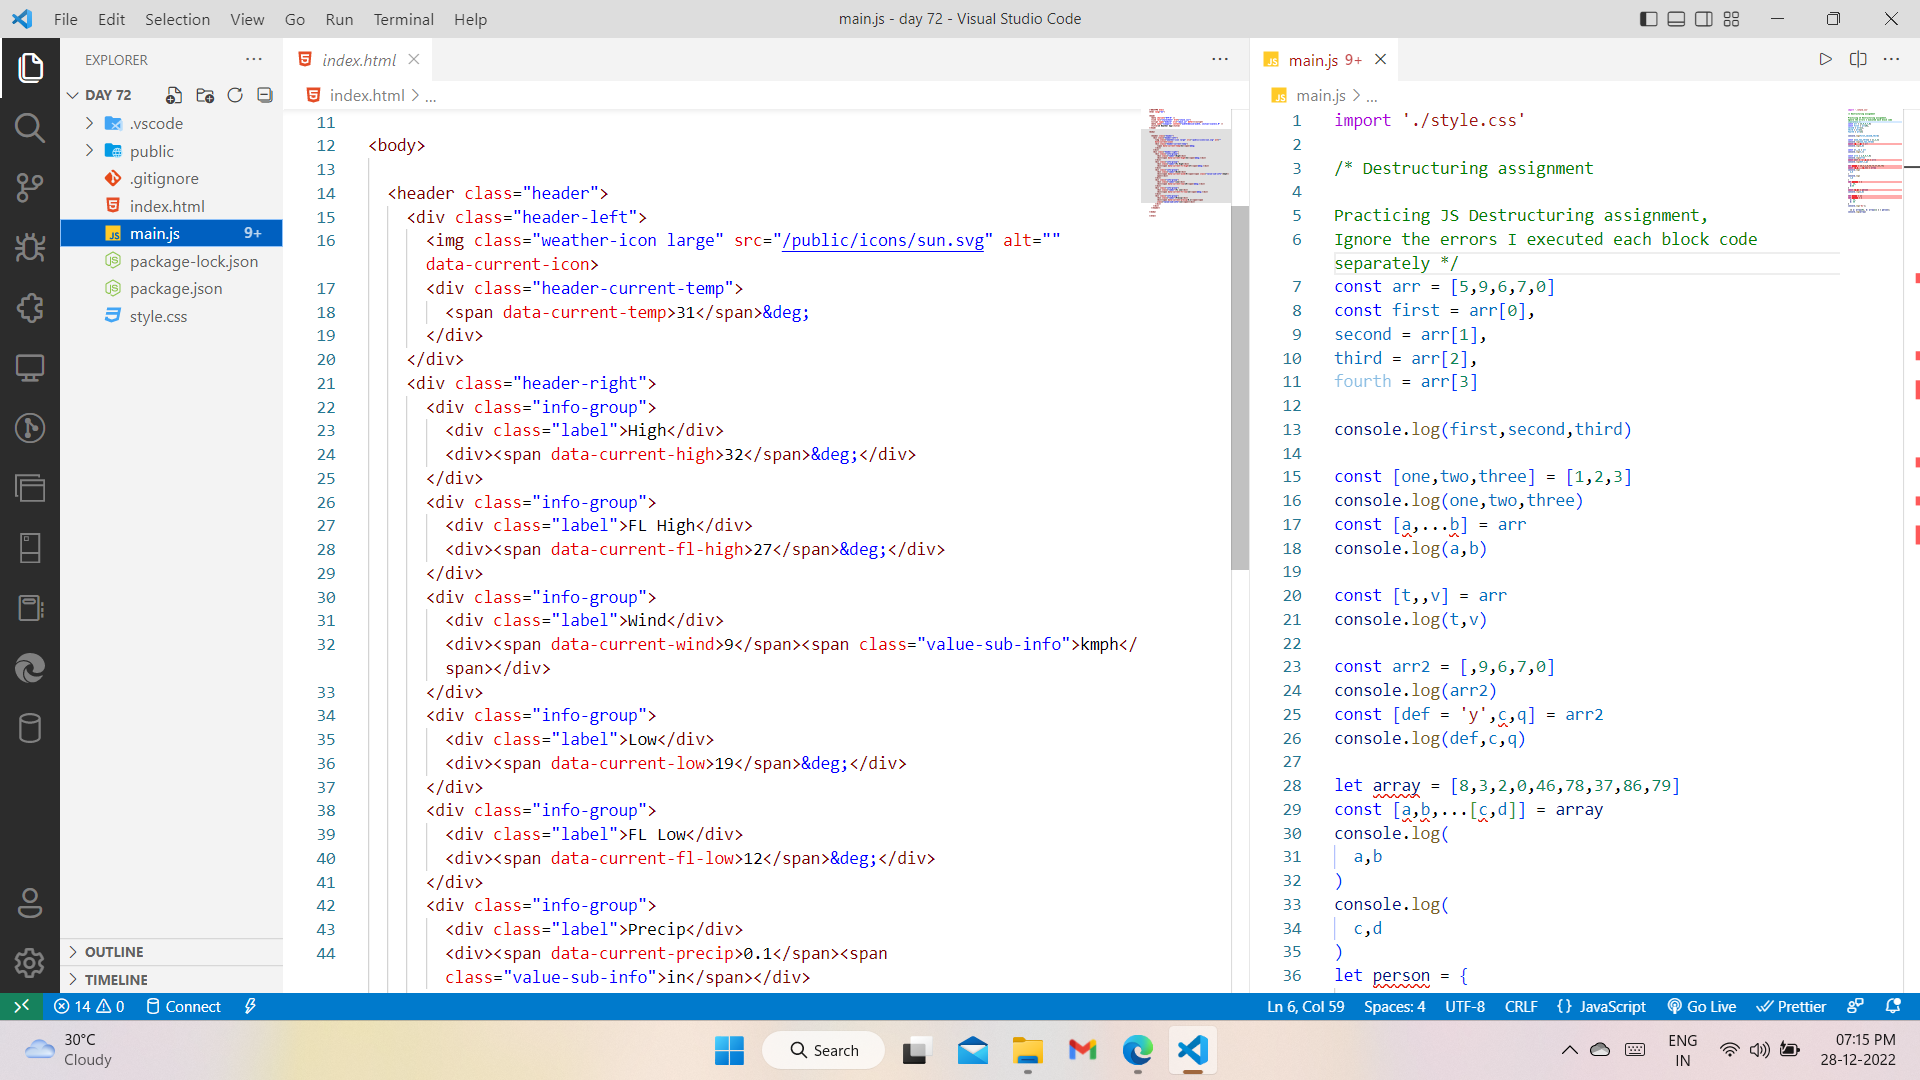 File Edit Selection View Go Run Terminal Help
main.js - day 72 - Visual Studio Code
EXPLORER
DAY 72
.vscode
public
.gitignore
index.html
main.js 9+
package-lock.json
package.json
style.css
OUTLINE
TIMELINE
index.html
index.html > ...
11
12 <body>
13
14 <header class="header">
15 <div class="header-left">
16 <img class="weather-icon large" src="/public/icons/sun.svg" alt=""
data-current-icon>
17 <div class="header-current-temp">
18 <span data-current-temp>31</span>&deg;
19 </div>
20 </div>
21 <div class="header-right">
22 <div class="info-group">
23 <div class="label">High</div>
24 <div><span data-current-high>32</span>&deg;</div>
25 </div>
26 <div class="info-group">
27 <div class="label">FL High</div>
28 <div><span data-current-fl-high>27</span>&deg;</div>
29 </div>
30 <div class="info-group">
31 <div class="label">Wind</div>
32 <div><span data-current-wind>9</span><span class="value-sub-info">kmph</
span></div>
33 </div>
34 <div class="info-group">
35 <div class="label">Low</div>
36 <div><span data-current-low>19</span>&deg;</div>
37 </div>
38 <div class="info-group">
39 <div class="label">FL Low</div>
40 <div><span data-current-fl-low>12</span>&deg;</div>
41 </div>
42 <div class="info-group">
43 <div class="label">Precip</div>
44 <div><span data-current-precip>0.1</span><span
class="value-sub-info">in</span></div>
main.js 9+
main.js > ...
1 import './style.css'
2
3 /* Destructuring assignment
4
5 Practicing JS Destructuring assignment,
6 Ignore the errors I executed each block code
separately */
7 const arr = [5,9,6,7,0]
8 const first = arr[0],
9 second = arr[1],
10 third = arr[2],
11 fourth = arr[3]
12
13 console.log(first,second,third)
14
15 const [one,two,three] = [1,2,3]
16 console.log(one,two,three)
17 const [a,...b] = arr
18 console.log(a,b)
19
20 const [t,,v] = arr
21 console.log(t,v)
22
23 const arr2 = [,9,6,7,0]
24 console.log(arr2)
25 const [def = 'y',c,q] = arr2
26 console.log(def,c,q)
27
28 let array = [8,3,2,0,46,78,37,86,79]
29 const [a,b,...[c,d]] = array
30 console.log(
31 a,b
32 )
33 console.log(
34 c,d
35 )
36 let person = {
14 0 Connect
Ln 6, Col 59 Spaces: 4 UTF-8 CRLF {} JavaScript Go Live Prettier
30°C
Cloudy
Search
ENG
IN
07:15 PM
28-12-2022